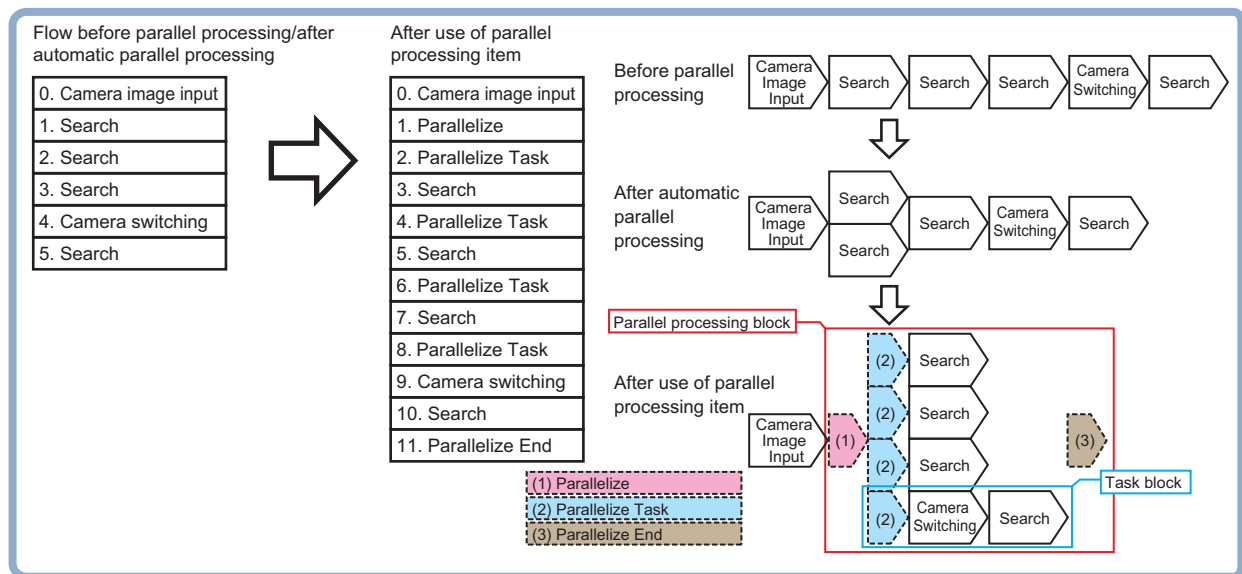 Flow before parallel processing/after
automatic parallel processing
0. Camera image input
1. Search
2. Search
3. Search
4. Camera switching
5. Search
After use of parallel
processing item
0. Camera image input
1. Parallelize
2. Parallelize Task
3. Search
4. Parallelize Task
5. Search
6. Parallelize Task
7. Search
8. Parallelize Task
9. Camera switching
10. Search
11. Parallelize End
Before parallel
processing
Camera
Image
Input
Search
Search
Search
Camera
Switching
Search
After automatic
parallel
processing
Camera
Image
Input
Search
Search
Search
Camera
Switching
Search
Parallel processing block
After use of parallel
processing item
Camera
Image
Input
(1)
(2)
Search
(2)
Search
(2)
Search
(2)
Camera
Switching
Search
(3)
Task block
(1) Parallelize
(2) Parallelize Task
(3) Parallelize End